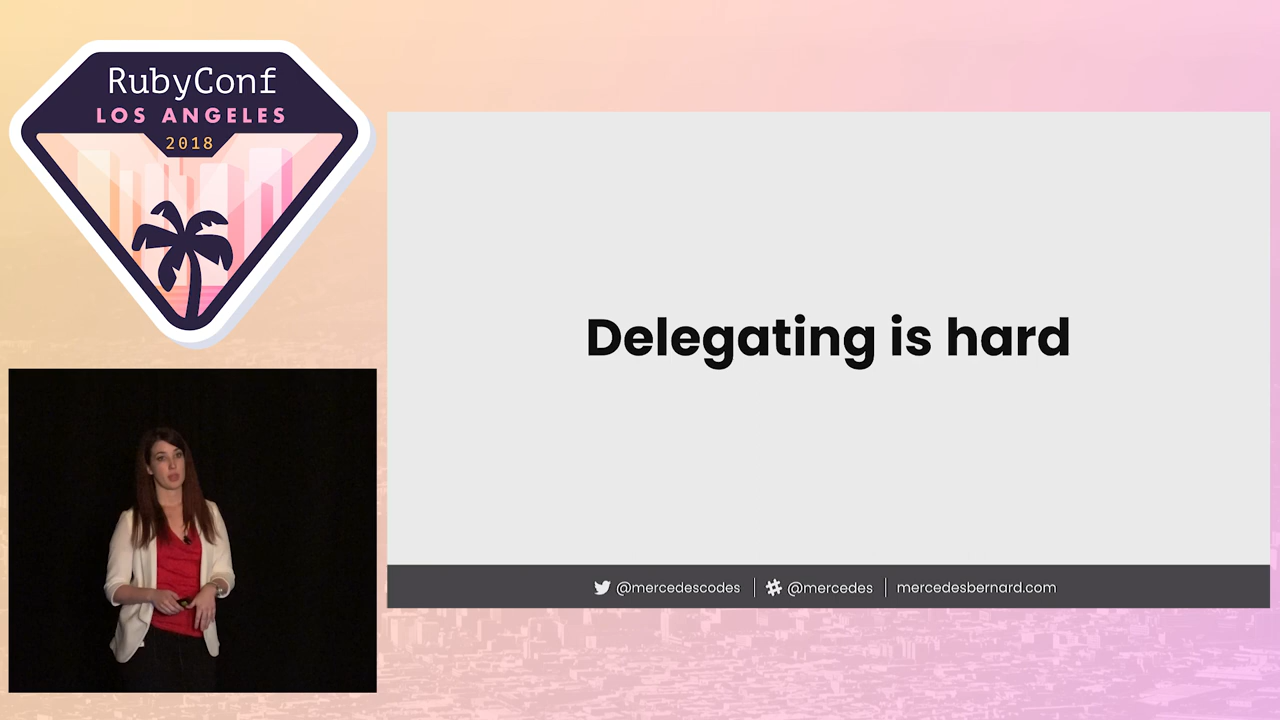 RubyConf
LOS ANGELES
2018
Delegating is hard
@mercedescodes
@mercedes
mercedesbernard.com